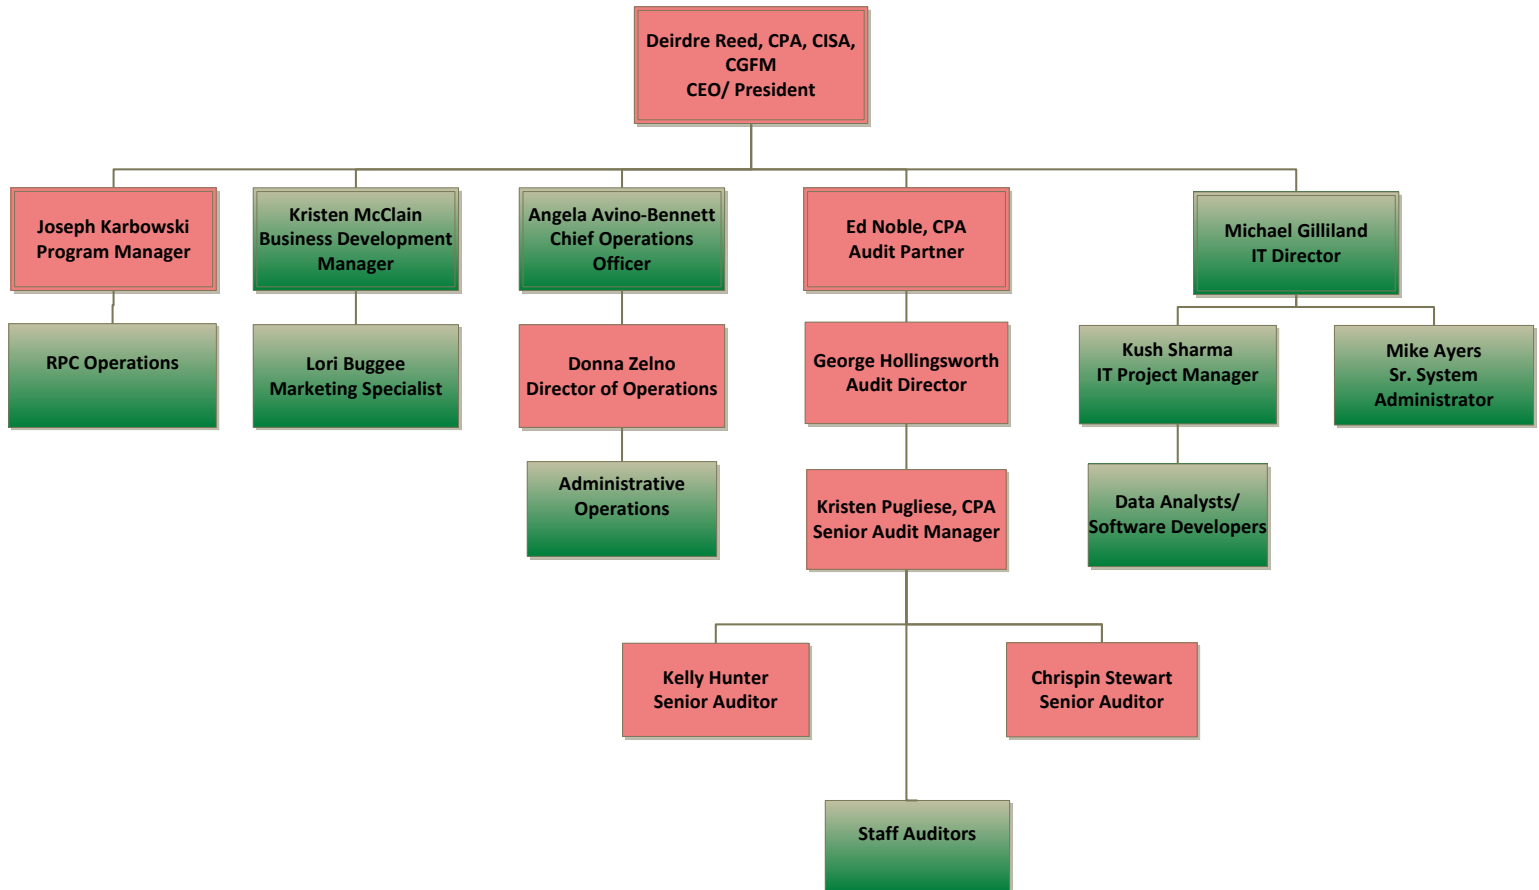 Deirdre Reed, CPA, CISA,
CGFM
CEO/ President
Joseph Karbowski
Program Manager
Kristen McClain
Business Development
Manager
Angela Avino-Bennett
Chief Operations
Officer
Ed Noble, CPA
Audit Partner
Michael Gilliland
IT Director
RPC Operations
Lori Buggee
Marketing Specialist
Donna Zelno
Director of Operations
George Hollingsworth
Audit Director
Kush Sharma
IT Project Manager
Mike Ayers
Sr. System
Administrator
Administrative
Operations
Kristen Pugliese, CPA
Senior Audit Manager
Data Analysts/
Software Developers
Kelly Hunter
Senior Auditor
Chrispin Stewart
Senior Auditor
Staff Auditors